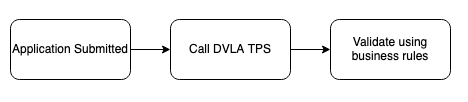 Application Submitted
Call DVLA TPS
Validate using
business rules